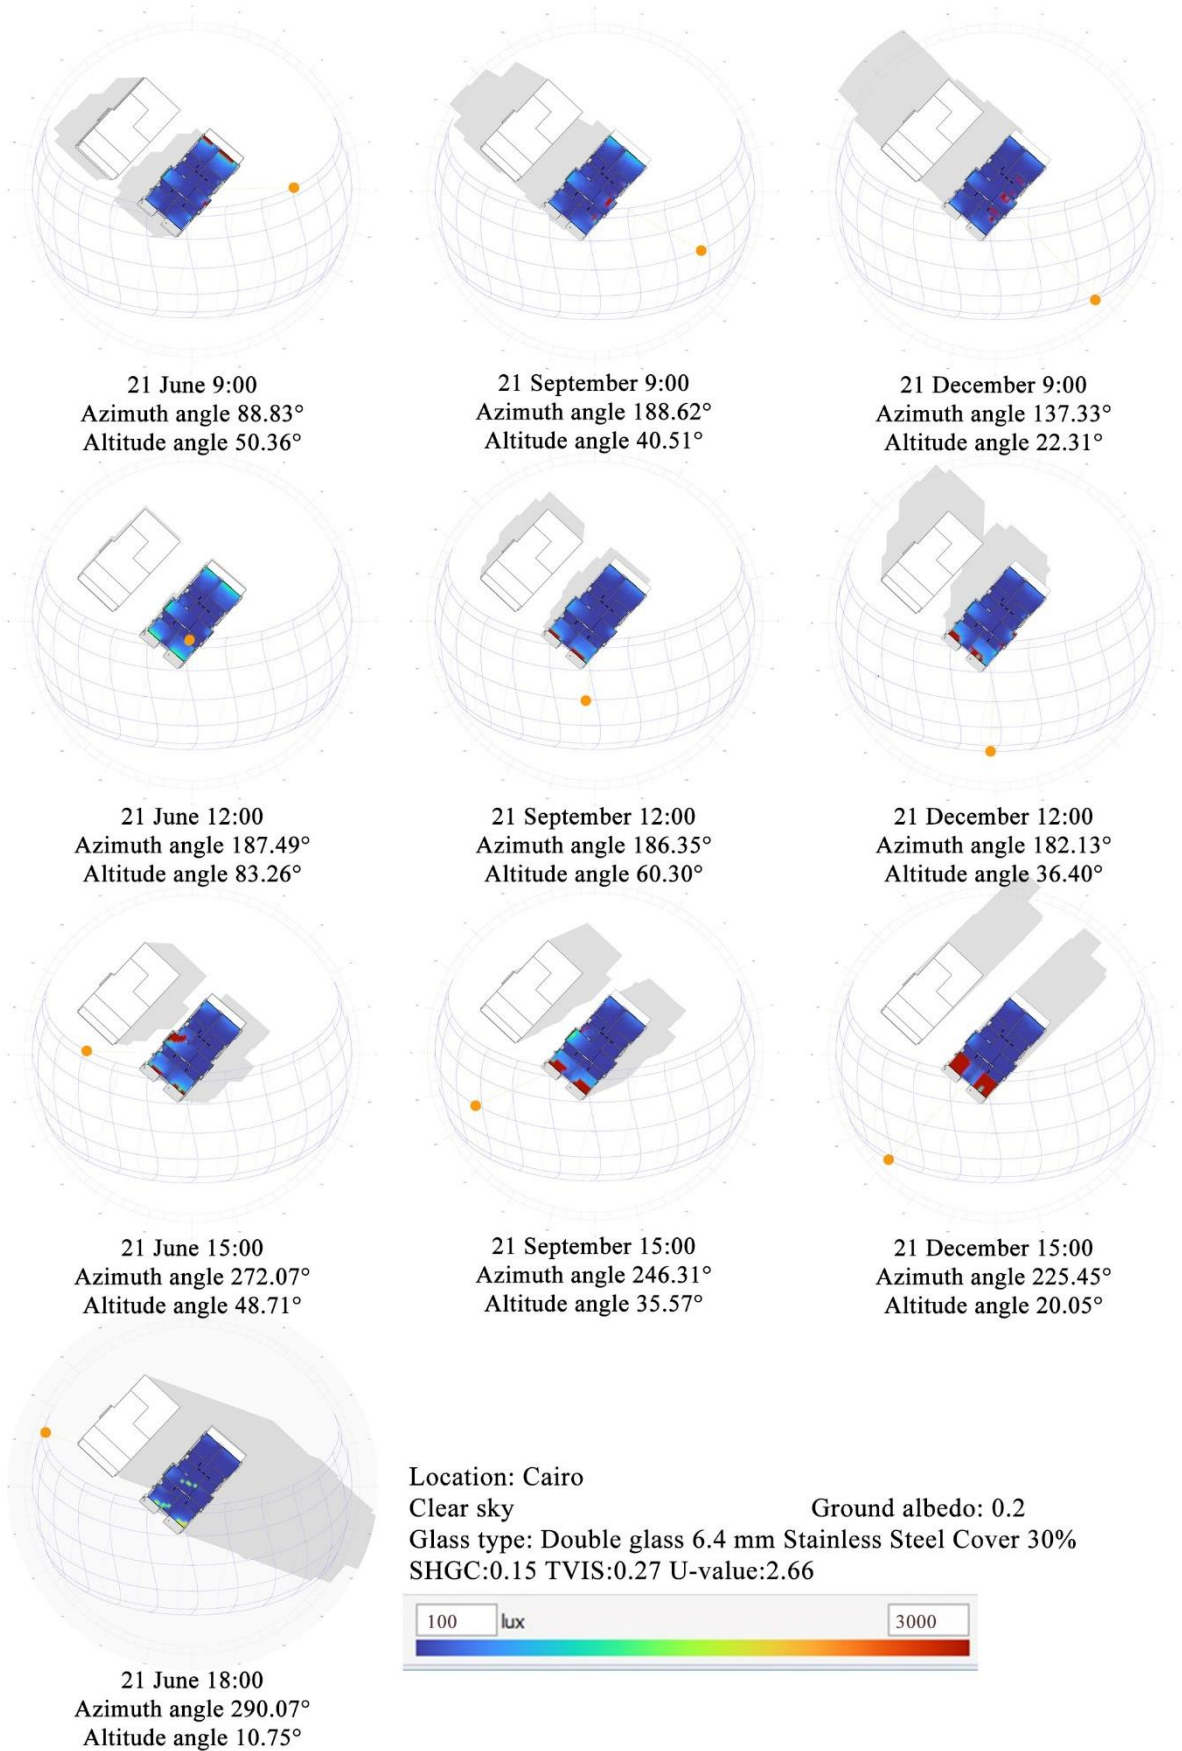 21 June 9:00
Azimuth angle 88.83°
Altitude angle 50.36°
21 September 9:00
Azimuth angle 188.62°
Altitude angle 40.51°
21 December 9:00
Azimuth angle 137.33°
Altitude angle 22.31°
21 June 12:00
Azimuth angle 187.49°
Altitude angle 83.26°
21 September 12:00
Azimuth angle 186.35°
Altitude angle 60.30°
21 December 12:00
Azimuth angle 182.13°
Altitude angle 36.40°
21 June 15:00
Azimuth angle 272.07°
Altitude angle 48.71°
21 September 15:00
Azimuth angle 246.31°
Altitude angle 35.57°
21 December 15:00
Azimuth angle 225.45°
Altitude angle 20.05°
21 June 18:00
Azimuth angle 290.07°
Altitude angle 10.75°
Location: Cairo
Clear sky Ground albedo: 0.2
Glass type: Double glass 6.4 mm Stainless Steel Cover 30%
SHGC:0.15 TVIS:0.27 U-value:2.66
100 lux 3000